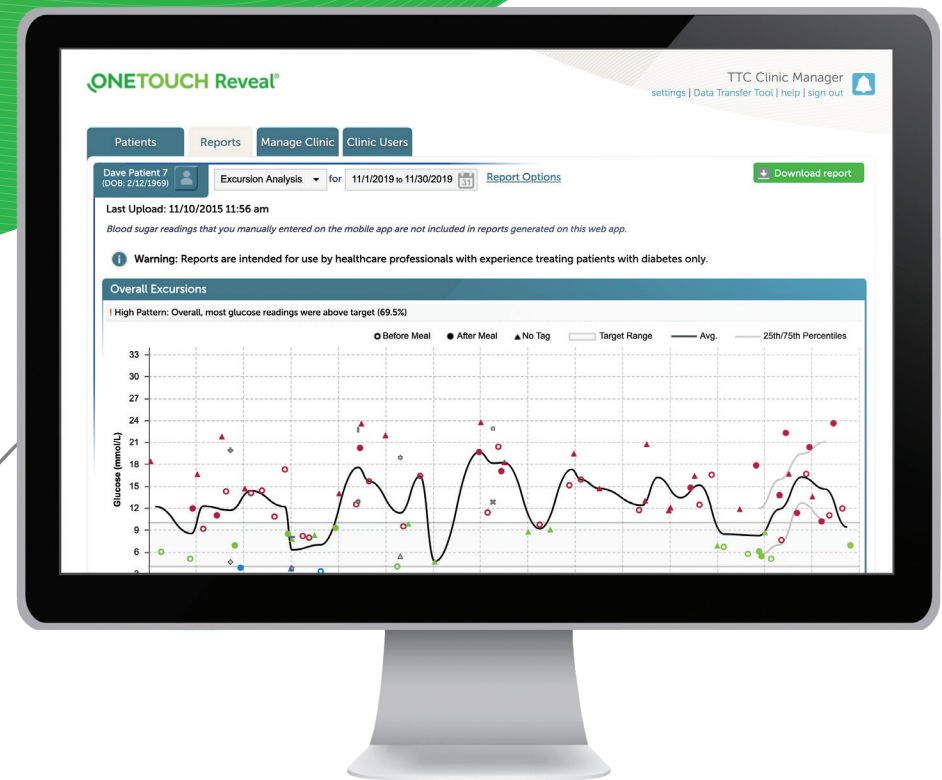 ONETOUCH Reveal®
TTC Clinic Manager
settings | Data Transfer Tool | help | sign out
Patients
Reports
Manage Clinic
Clinic Users
Dave Patient 7
(DOB: 2/12/1969)
Excursion Analysis
for
11/1/2019 to 11/30/2019
31
Report Options
Download report
Last Upload: 11/10/2015 11:56 am
Blood sugar readings that you manually entered on the mobile app are not included in reports generated on this web app.
i
Warning: Reports are intended for use by healthcare professionals with experience treating patients with diabetes only.
Overall Excursions
! High Pattern: Overall, most glucose readings were above target (69.5%)
Before Meal
After Meal
No Tag
Target Range
Avg.
25th/75th Percentiles
Glucose (mmol/L)
33
30
27
24
21
18
15
12
9
6